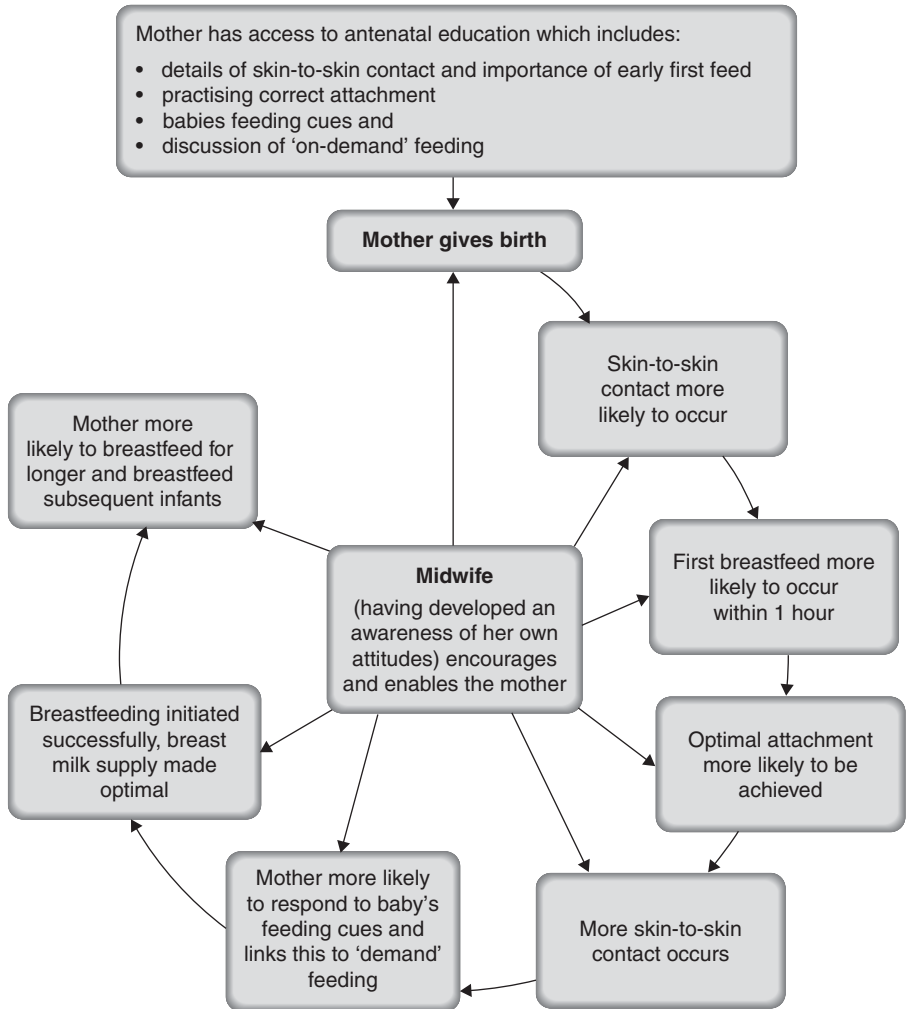 Mother has access to antenatal education which includes:
• details of skin-to-skin contact and importance of early first feed
• practising correct attachment
• babies feeding cues and
• discussion of ‘on-demand’ feeding
Mother gives birth
Skin-to-skin
contact more
likely to occur
First breastfeed more
likely to occur
within 1 hour
Optimal attachment
more likely to be
achieved
More skin-to-skin
contact occurs
Mother more likely
to respond to baby’s
feeding cues and
links this to ‘demand’
feeding
Breastfeeding initiated
successfully, breast
milk supply made
optimal
Mother more
likely to breastfeed for
longer and breastfeed
subsequent infants
Midwife
(having developed an
awareness of her own
attitudes) encourages
and enables the mother